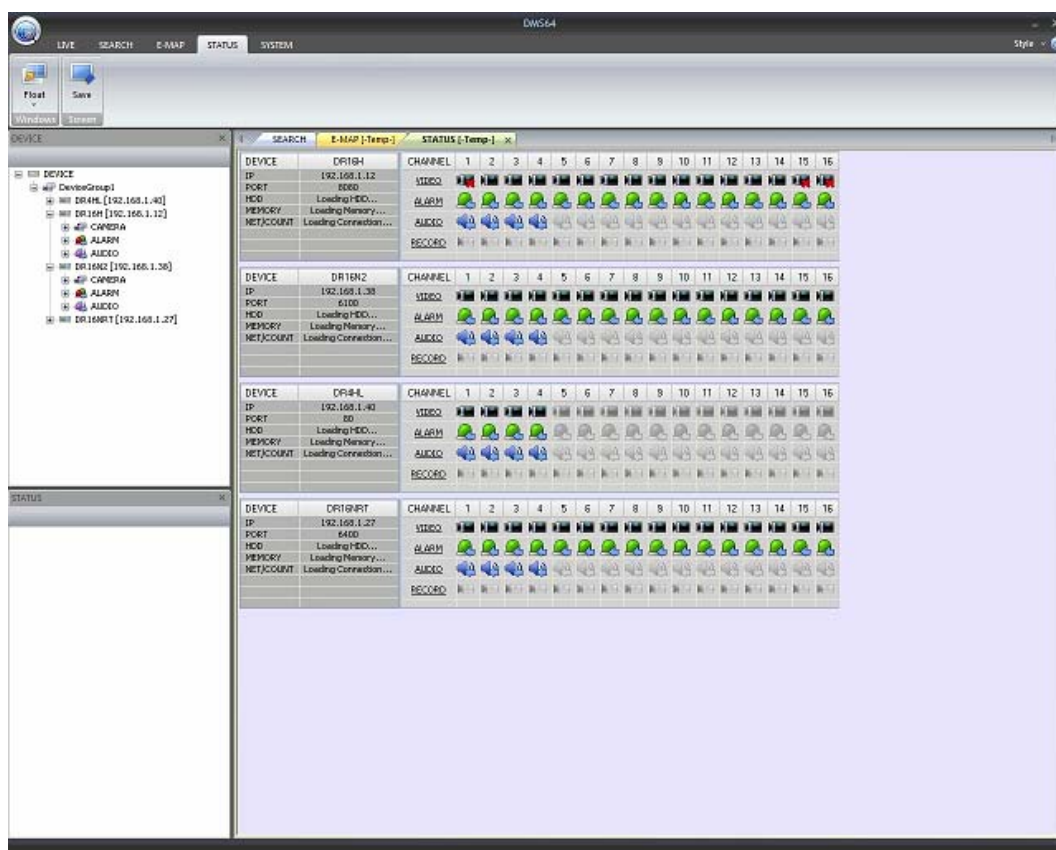 DMS64
LIVE SEARCH E-MAP STATUS SYSTEM Style
Float Save
Windows Screen
DEVICE
DEVICE
DeviceGroup1
DR4HL [192.168.1.40]
DR16H [192.168.1.12]
CAMERA
ALARM
AUDIO
DR16N2 [192.168.1.38]
CAMERA
ALARM
AUDIO
DR16NRT [192.168.1.27]
STATUS
SEARCH E-MAP [-Temp-] STATUS [-Temp-]
DEVICE DR16H CHANNEL 1 2 3 4 5 6 7 8 9 10 11 12 13 14 15 16
IP 192.168.1.12 VIDEO
PORT 8080
HDD Loading HDD... ALARM
MEMORY Loading Memory...
NET/COUNT Loading Connection... AUDIO
RECORD
DEVICE DR16N2 CHANNEL 1 2 3 4 5 6 7 8 9 10 11 12 13 14 15 16
IP 192.168.1.38 VIDEO
PORT 6100
HDD Loading HDD... ALARM
MEMORY Loading Memory...
NET/COUNT Loading Connection... AUDIO
RECORD
DEVICE DR4HL CHANNEL 1 2 3 4 5 6 7 8 9 10 11 12 13 14 15 16
IP 192.168.1.40 VIDEO
PORT 80
HDD Loading HDD... ALARM
MEMORY Loading Memory...
NET/COUNT Loading Connection... AUDIO
RECORD
DEVICE DR16NRT CHANNEL 1 2 3 4 5 6 7 8 9 10 11 12 13 14 15 16
IP 192.168.1.27 VIDEO
PORT 6400
HDD Loading HDD... ALARM
MEMORY Loading Memory...
NET/COUNT Loading Connection... AUDIO
RECORD